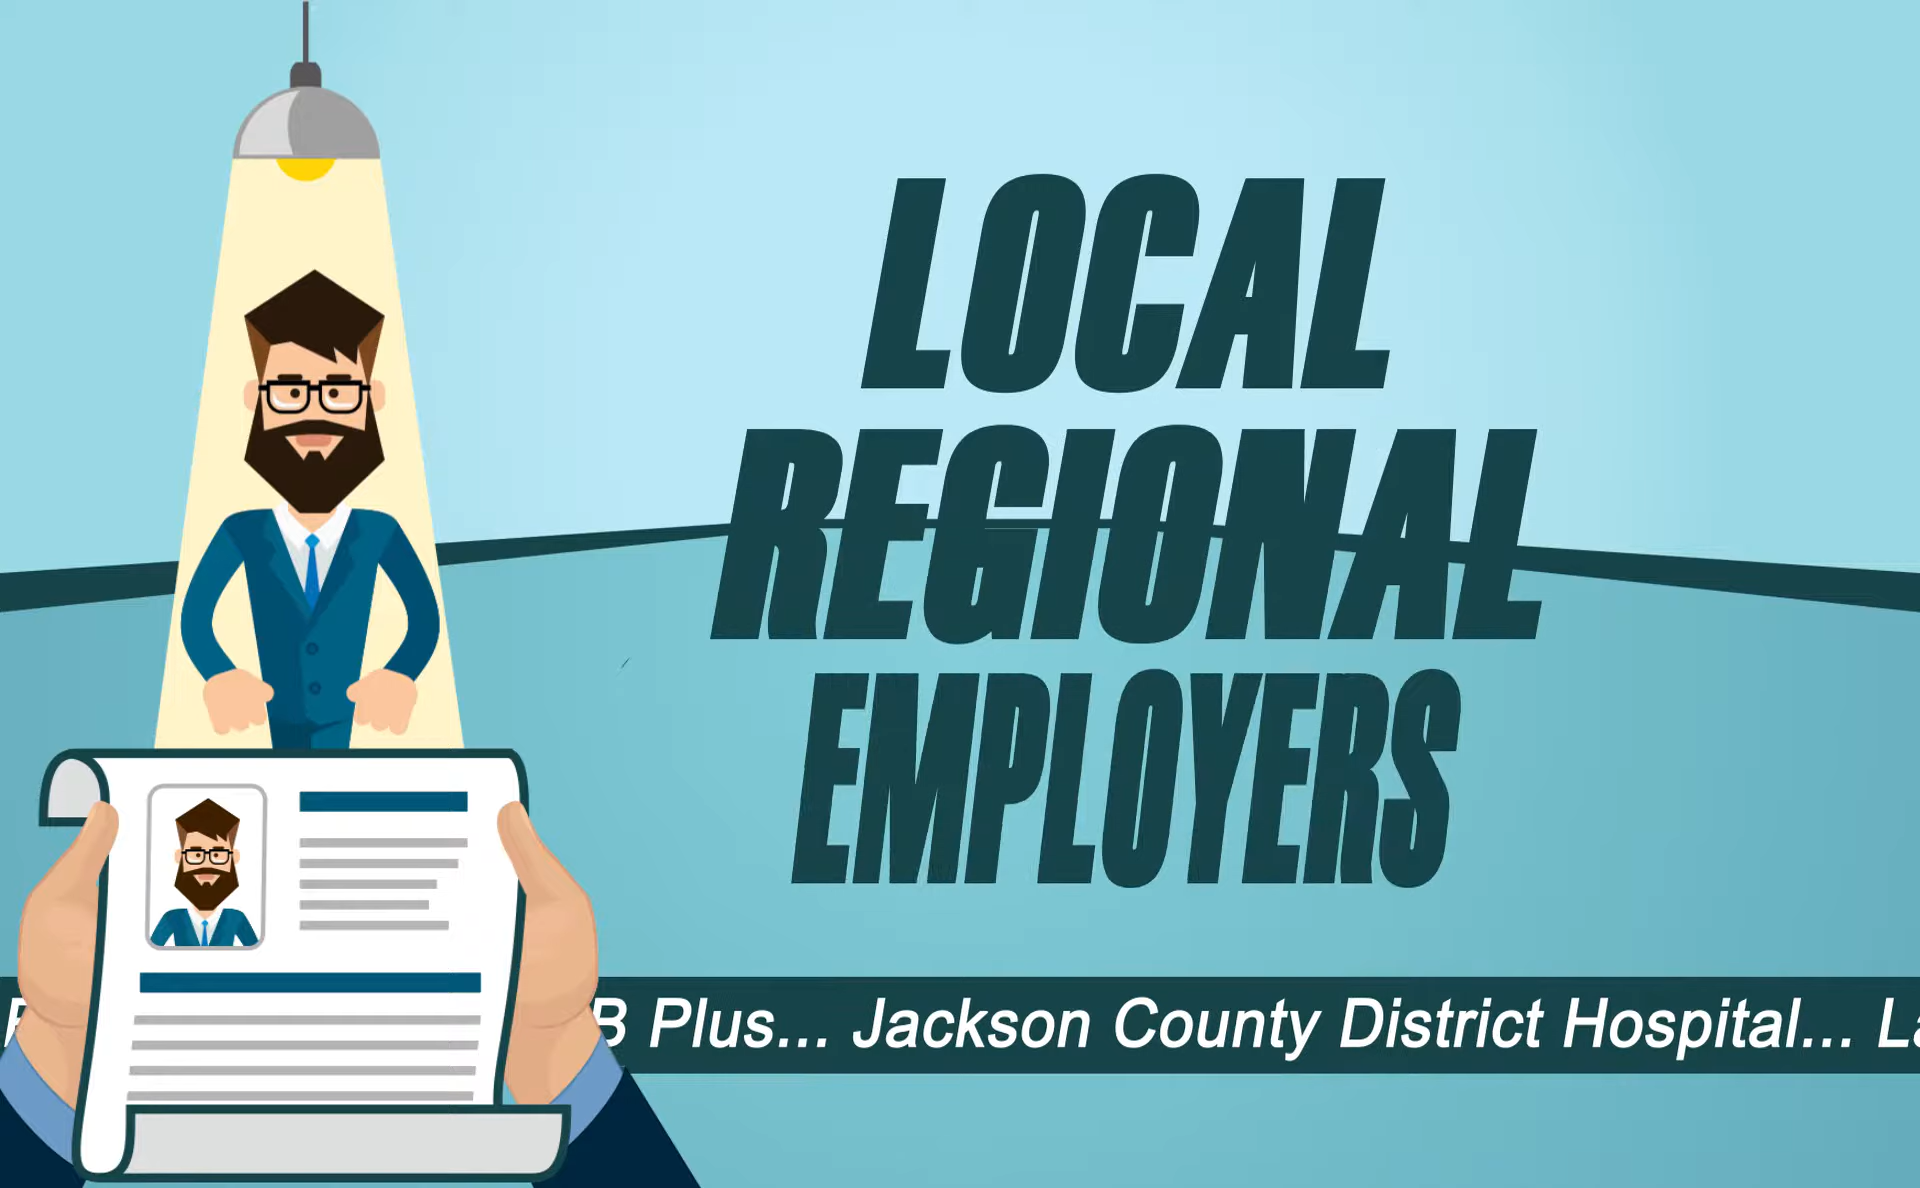 LOCAL
REGIONAL
EMPLOYERS
B Plus... Jackson County District Hospital...